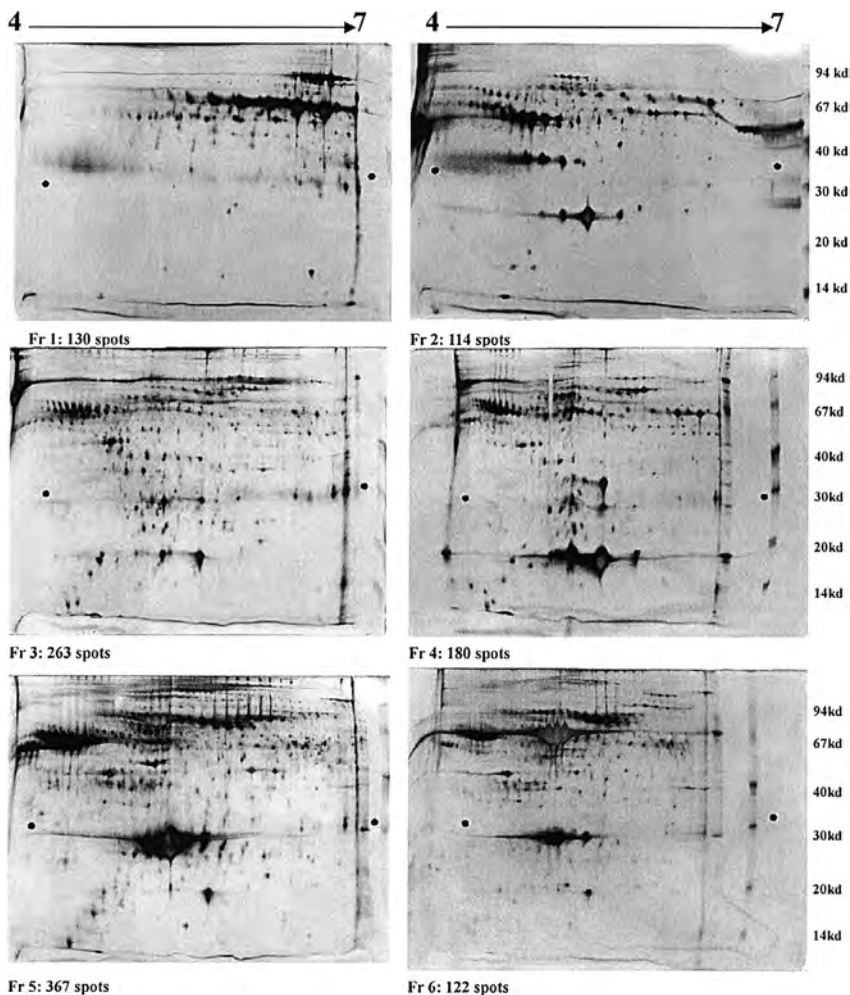 4 7 4 7
94 kd
67 kd
40 kd
30 kd
20 kd
14 kd
Fr 1: 130 spots Fr 2: 114 spots
94kd
67kd
40kd
30kd
20kd
14kd
Fr 3: 263 spots Fr 4: 180 spots
94kd
67kd
40kd
30kd
20kd
14kd
Fr 5: 367 spots Fr 6: 122 spots